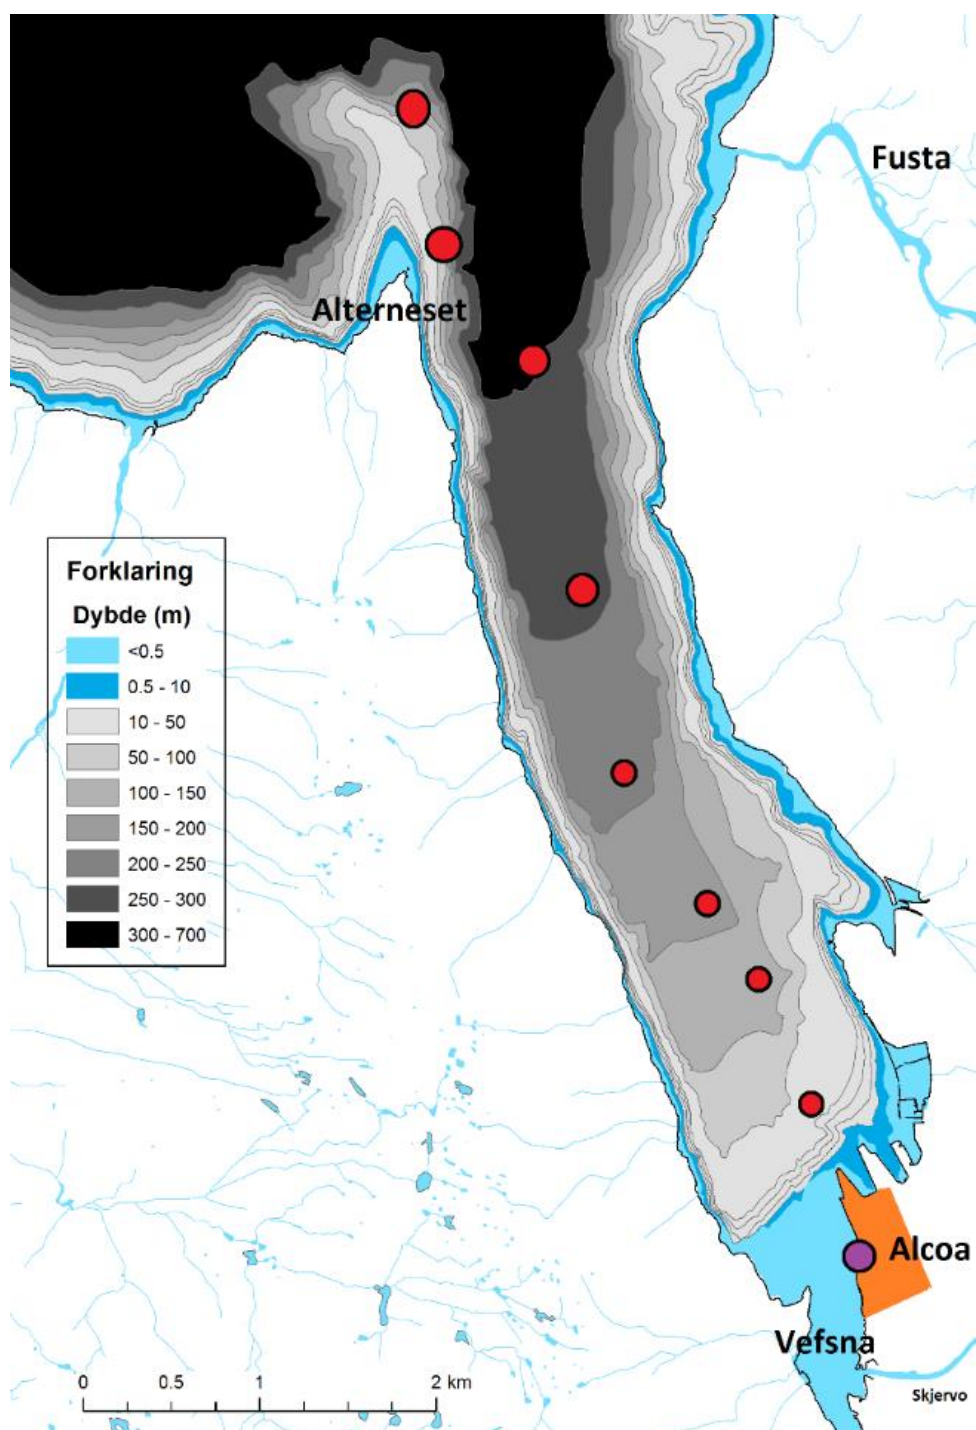 Fusta
Alterneset
Forklaring
Dybde (m)
<0.5
0.5 - 10
10 - 50
50 - 100
100 - 150
150 - 200
200 - 250
250 - 300
300 - 700
Alcoa
Vefsna
Skjervo
0 0.5 1 2 km